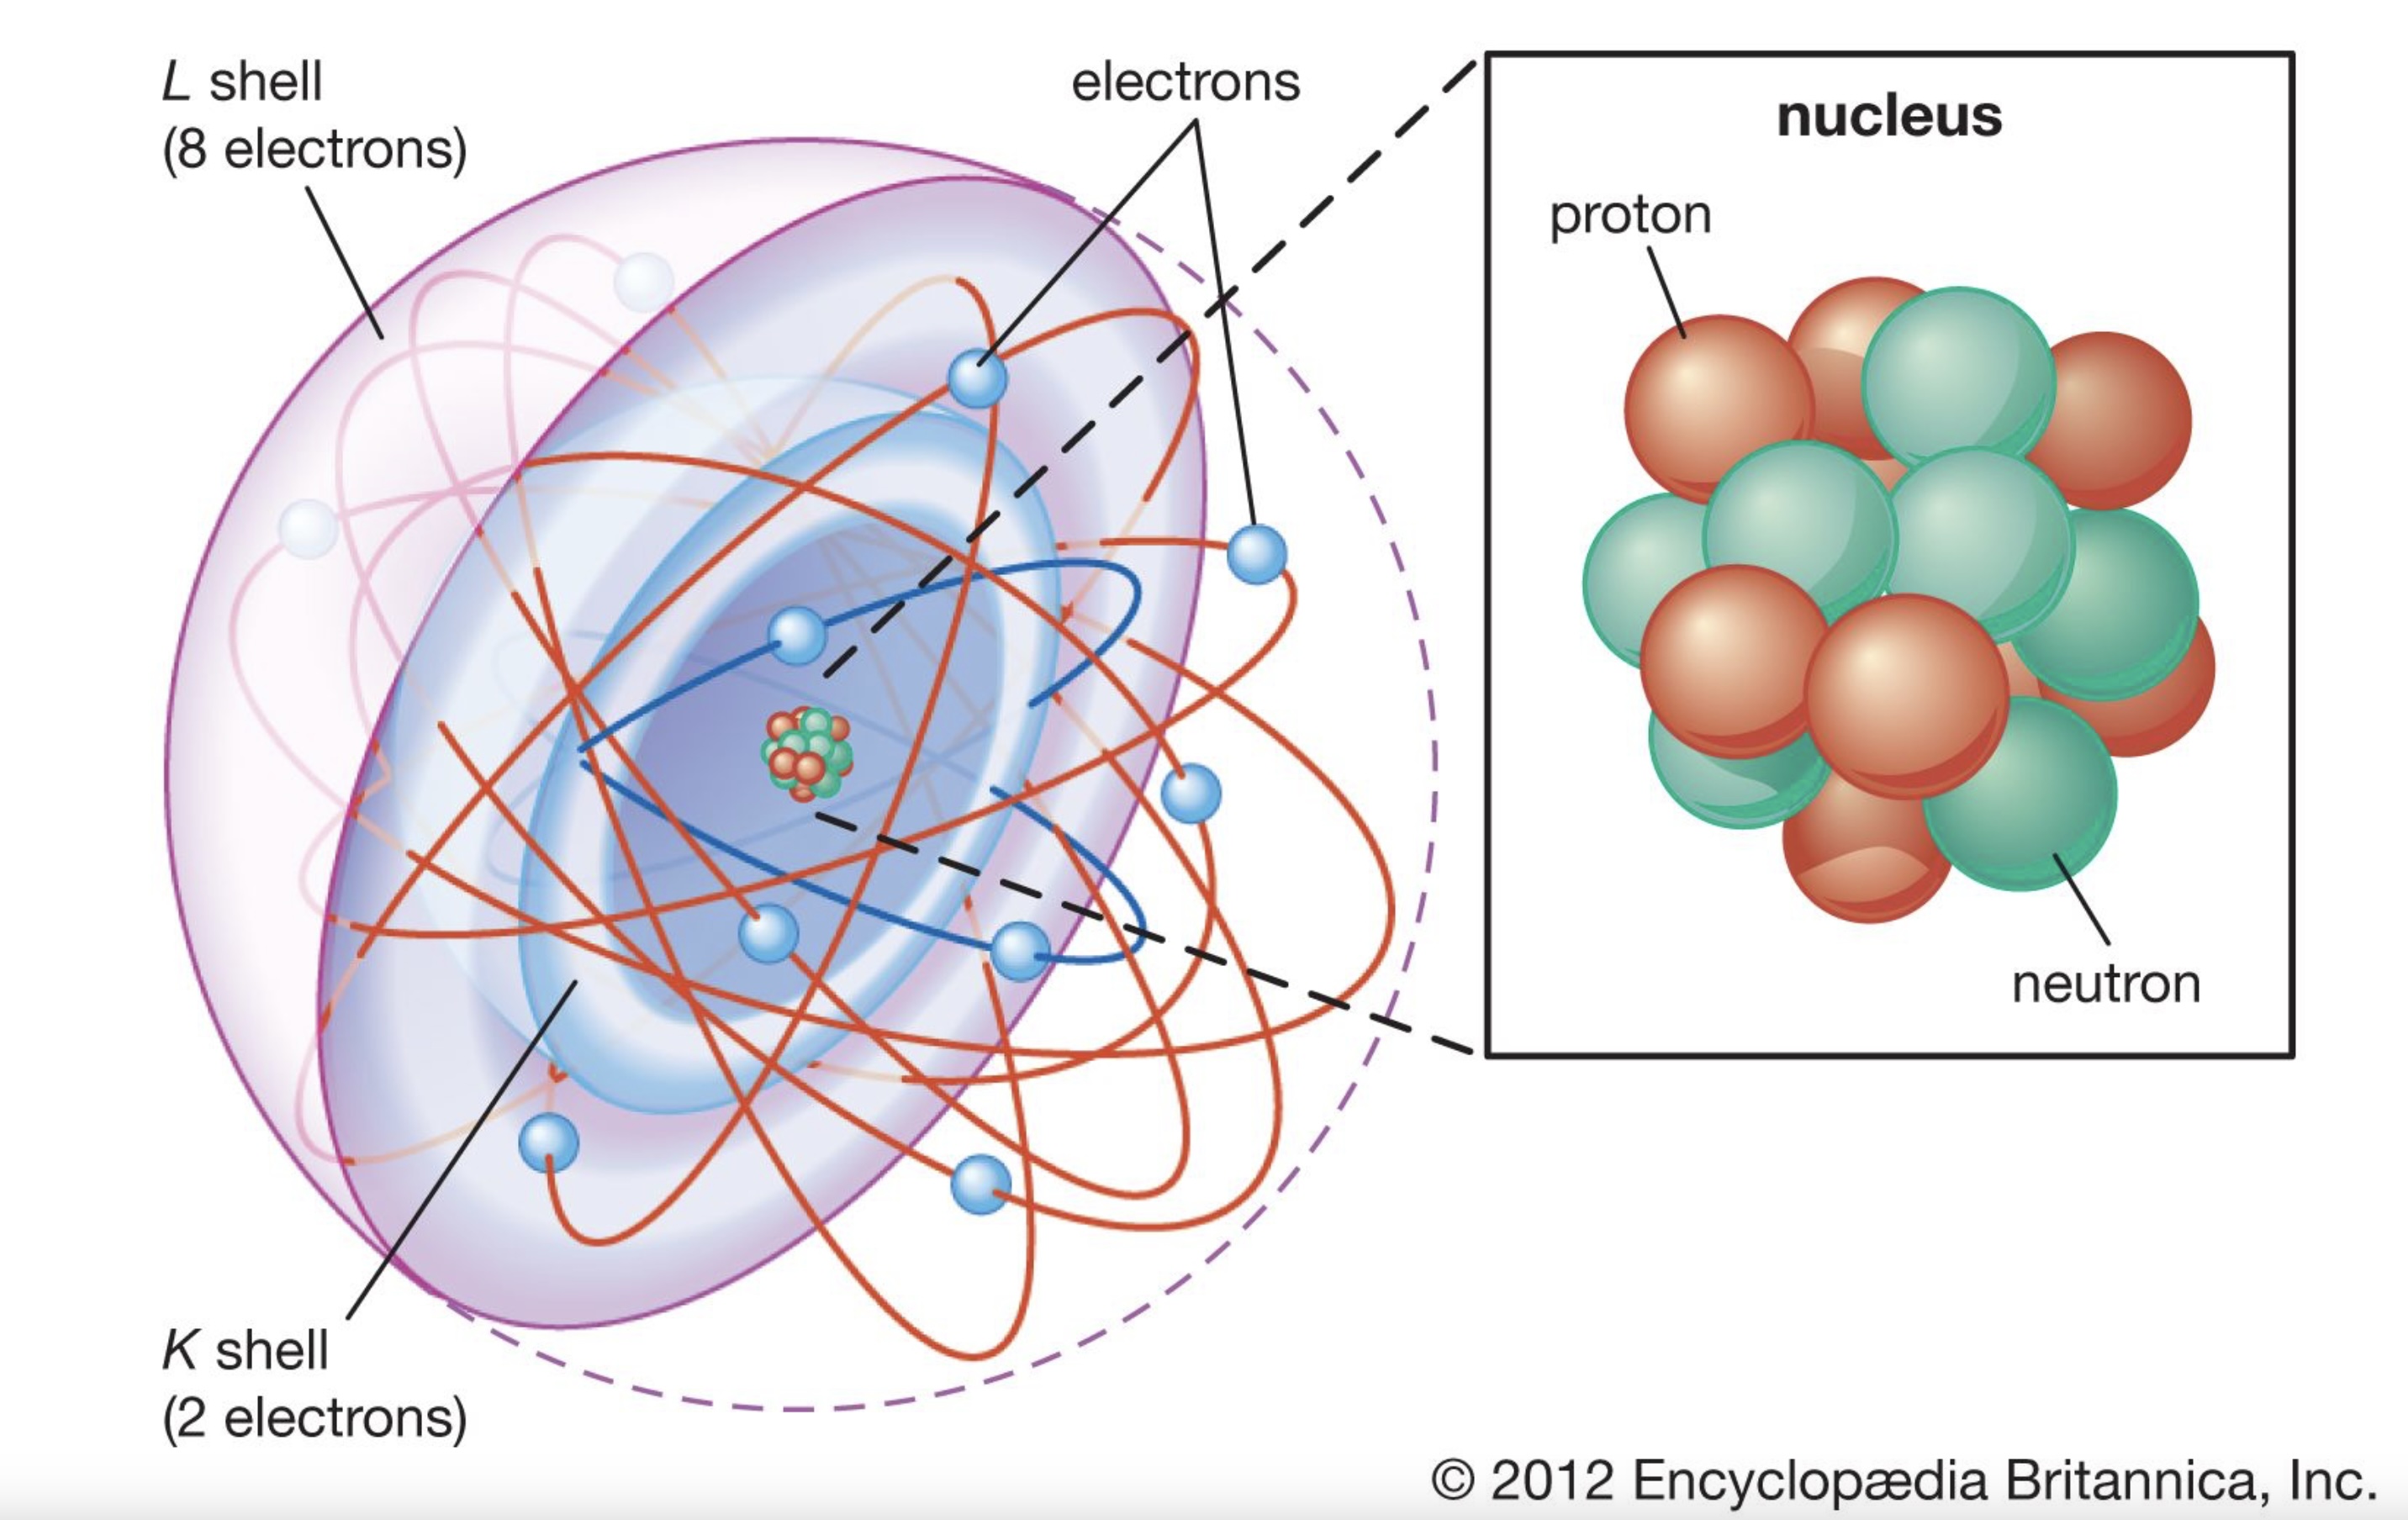 L shell
(8 electrons)
electrons
nucleus
proton
neutron
K shell
(2 electrons)
© 2012 Encyclopædia Britannica, Inc.